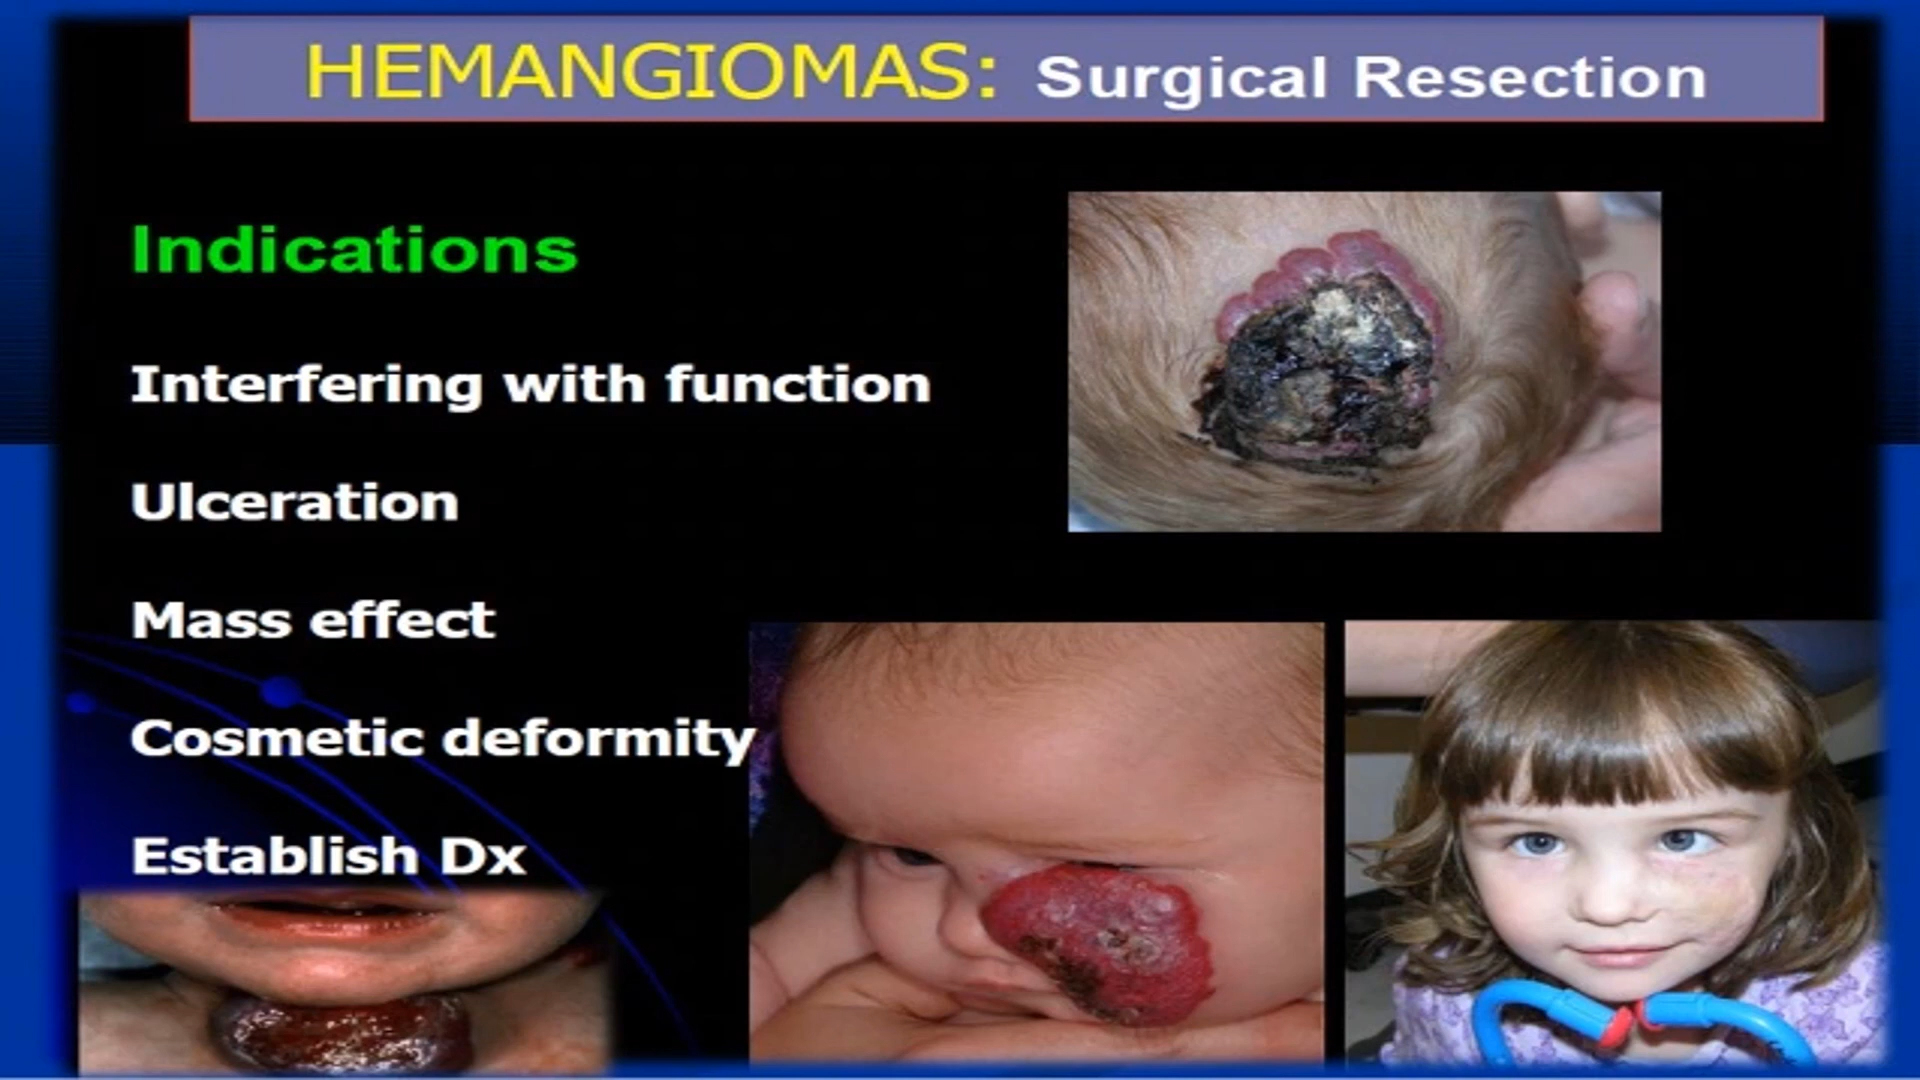 HEMANGIOMAS: Surgical Resection
Indications
Interfering with function
Ulceration
Mass effect
Cosmetic deformity
Establish Dx